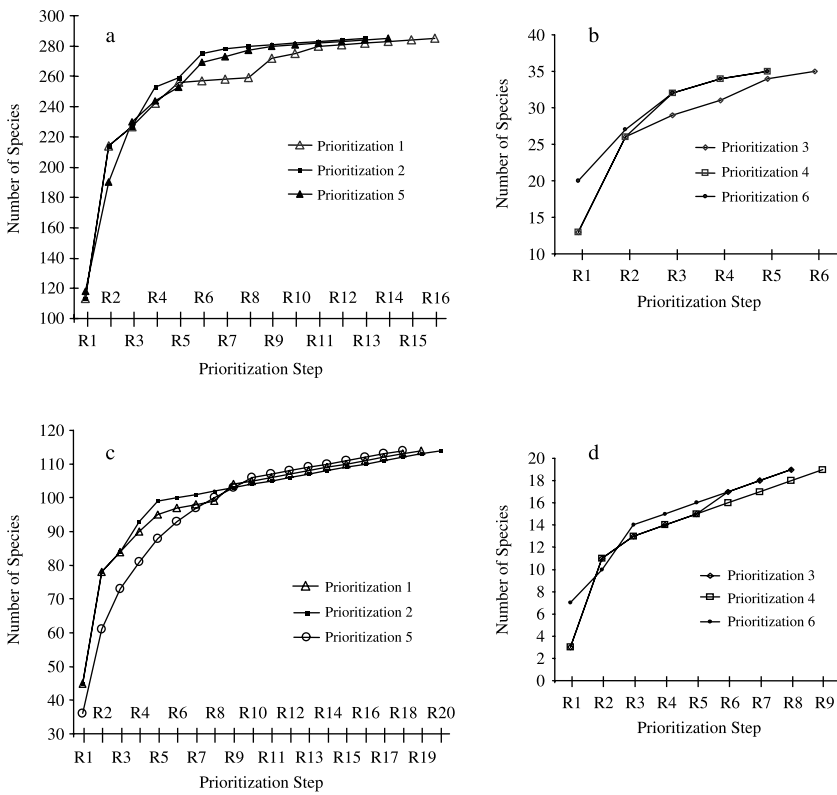 a
300
280
260
240
220
200
180
160
140
120
100
Number of Species
Prioritization 1
Prioritization 2
Prioritization 5
R2 R4 R6 R8 R10 R12 R14 R16
R1 R3 R5 R7 R9 R11 R13 R15
Prioritization Step
b
40
35
30
25
20
15
10
Number of Species
Prioritization 3
Prioritization 4
Prioritization 6
R1 R2 R3 R4 R5 R6
Prioritization Step
c
120
110
100
90
80
70
60
50
40
30
Number of Species
Prioritization 1
Prioritization 2
Prioritization 5
R2 R4 R6 R8 R10 R12 R14 R16 R18 R20
R1 R3 R5 R7 R9 R11 R13 R15 R17 R19
Prioritization Step
d
20
18
16
14
12
10
8
6
4
2
0
Number of Species
Prioritization 3
Prioritization 4
Prioritization 6
R1 R2 R3 R4 R5 R6 R7 R8 R9
Prioritization Step